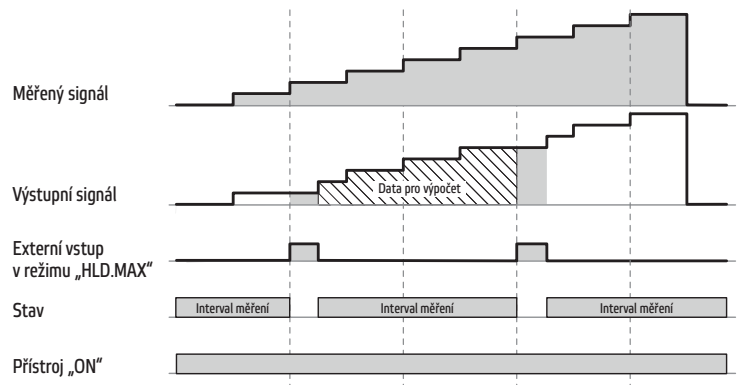 Měřený signál
Výstupní signál
Data pro výpočet
Externí vstup
v režimu „HLD.MAX“
Stav
Interval měření
Interval měření
Interval měření
Přístroj „ON“